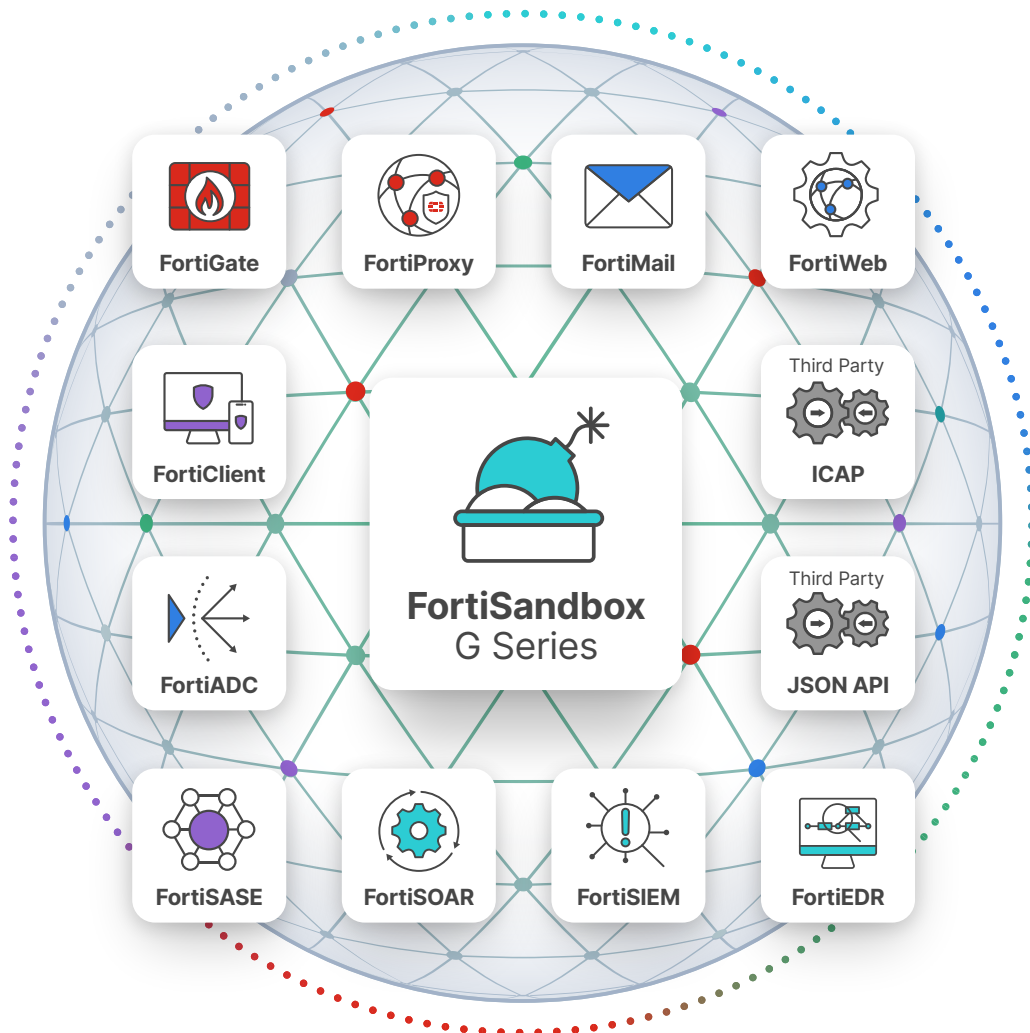 FortiGate
FortiProxy
FortiMail
FortiWeb
FortiClient
Third Party
ICAP
FortiSandbox
G Series
FortiADC
Third Party
JSON API
FortiSASE
FortiSOAR
FortiSIEM
FortiEDR